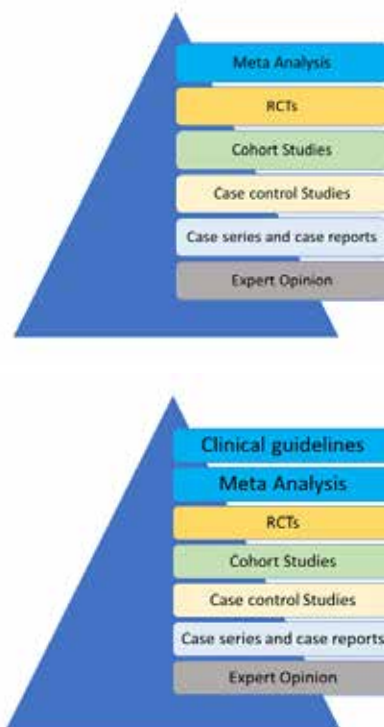 Meta Analysis
RCTs
Cohort Studies
Case control Studies
Case series and case reports
Expert Opinion
Clinical guidelines
Meta Analysis
RCTs
Cohort Studies
Case control Studies
Case series and case reports
Expert Opinion